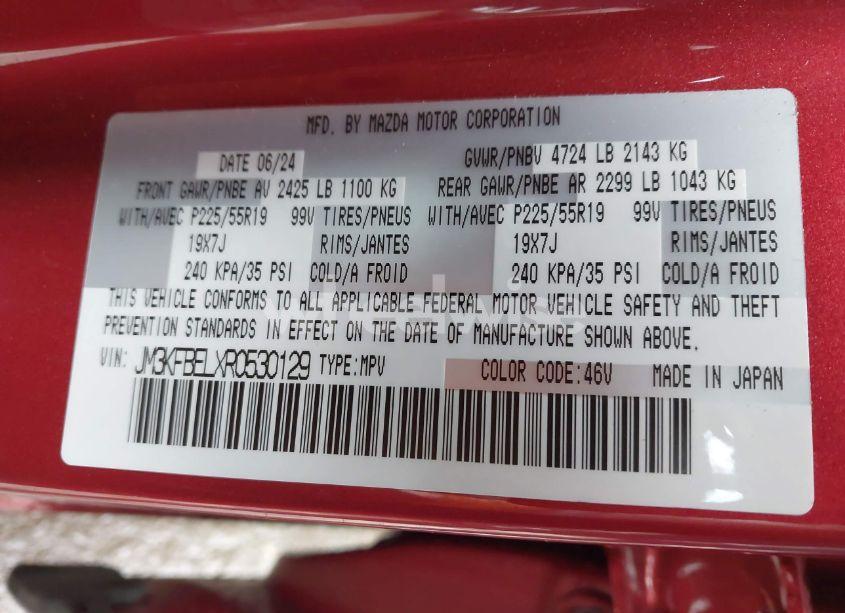 MFD. BY MAZDA MOTOR CORPORATION
DATE 06/24 GVWR/PNBV 4724 LB 2143 KG
FRONT GAWR/PNBE AV 2425 LB 1100 KG REAR GAWR/PNBE AR 2299 LB 1043 KG
WITH/AVEC P225/55R19 99V TIRES/PNEUS WITH/AVEC P225/55R19 99V TIRES/PNEUS
19X7J RIMS/JANTES 19X7J RIMS/JANTES
240 KPA/35 PSI COLD/A FROID 240 KPA/35 PSI COLD/A FROID
THIS VEHICLE CONFORMS TO ALL APPLICABLE FEDERAL MOTOR VEHICLE SAFETY AND THEFT
PREVENTION STANDARDS IN EFFECT ON THE DATE OF MANUFACTURE SHOWN ABOVE.
VIN: JM3KFBELXR0530129 TYPE:MPV COLOR CODE:46V MADE IN JAPAN